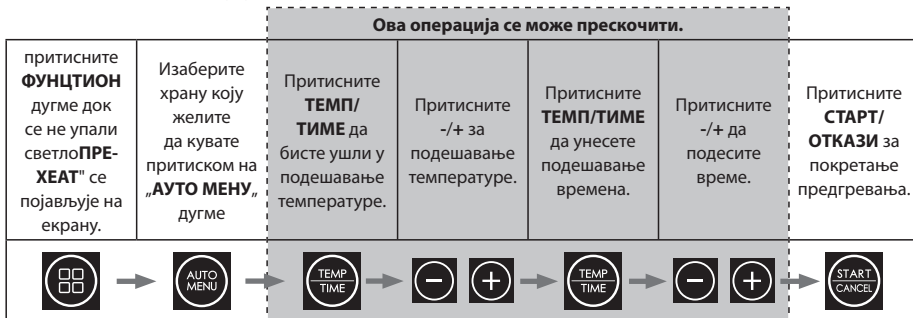 Ова операција се може прескочити.
притисните
ФУНЦТИОН
дугме док
се не упали
светлоПРЕ-
ХЕАТ" се
појављује на
екрану.
Изаберите
храну коју
желите
да кувате
притиском на
„АУТО МЕНУ„
дугме
Притисните
ТЕМП/
ТИМЕ да
бисте ушли у
подешавање
температуре.
Притисните
-/+ за
подешавање
температуре.
Притисните
ТЕМП/ТИМЕ
да унесете
подешавање
времена.
Притисните
-/+ да
подесите
време.
Притисните
СТАРТ/
ОТКАЗИ за
покретање
предгревања.
AUTO
MENU
TEMP
TIME
TEMP
TIME
START
CANCEL